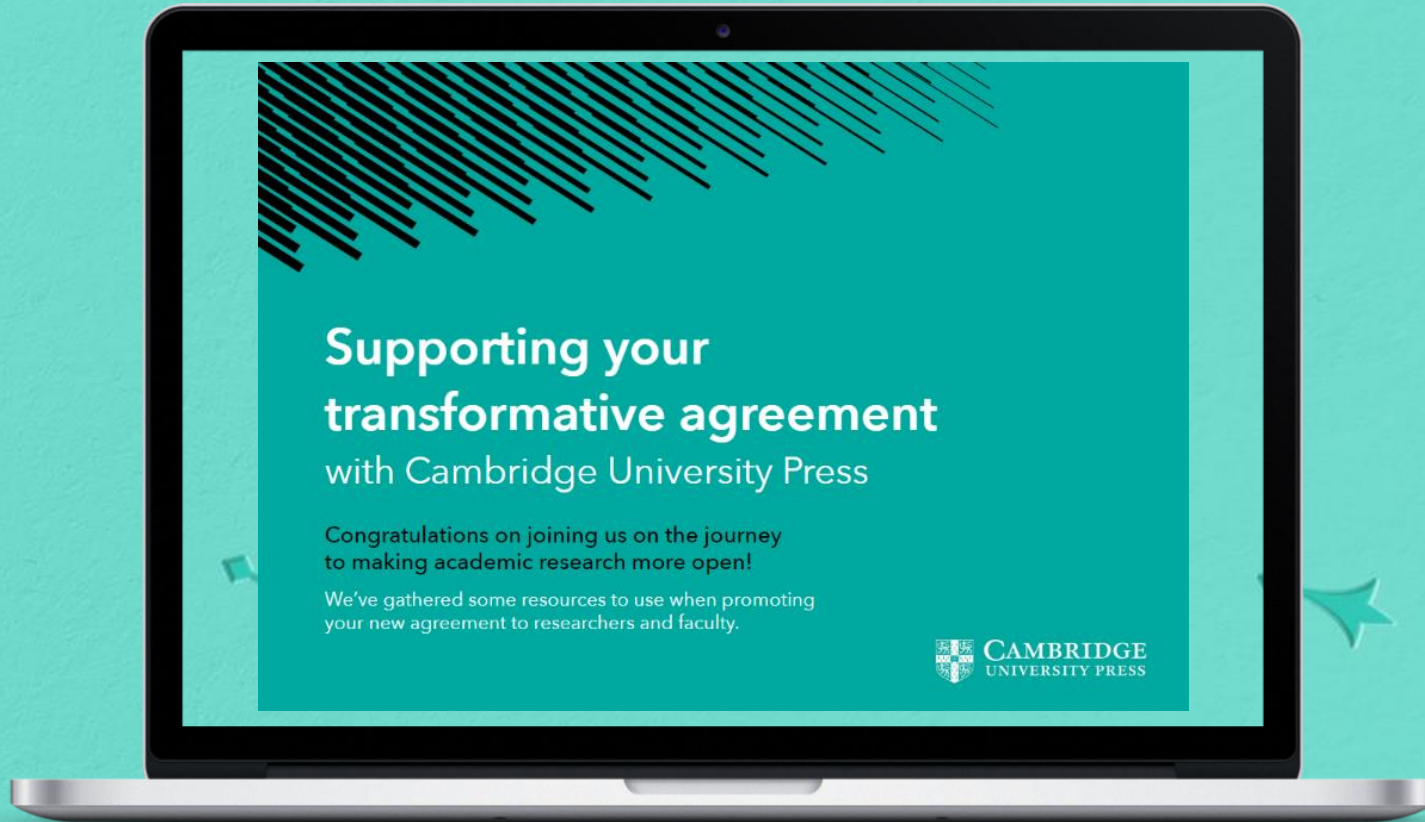 Supporting your
transformative agreement
with Cambridge University Press
Congratulations on joining us on the journey
to making academic research more open!
We've gathered some resources to use when promoting
your new agreement to researchers and faculty.
CAMBRIDGE
UNIVERSITY PRESS